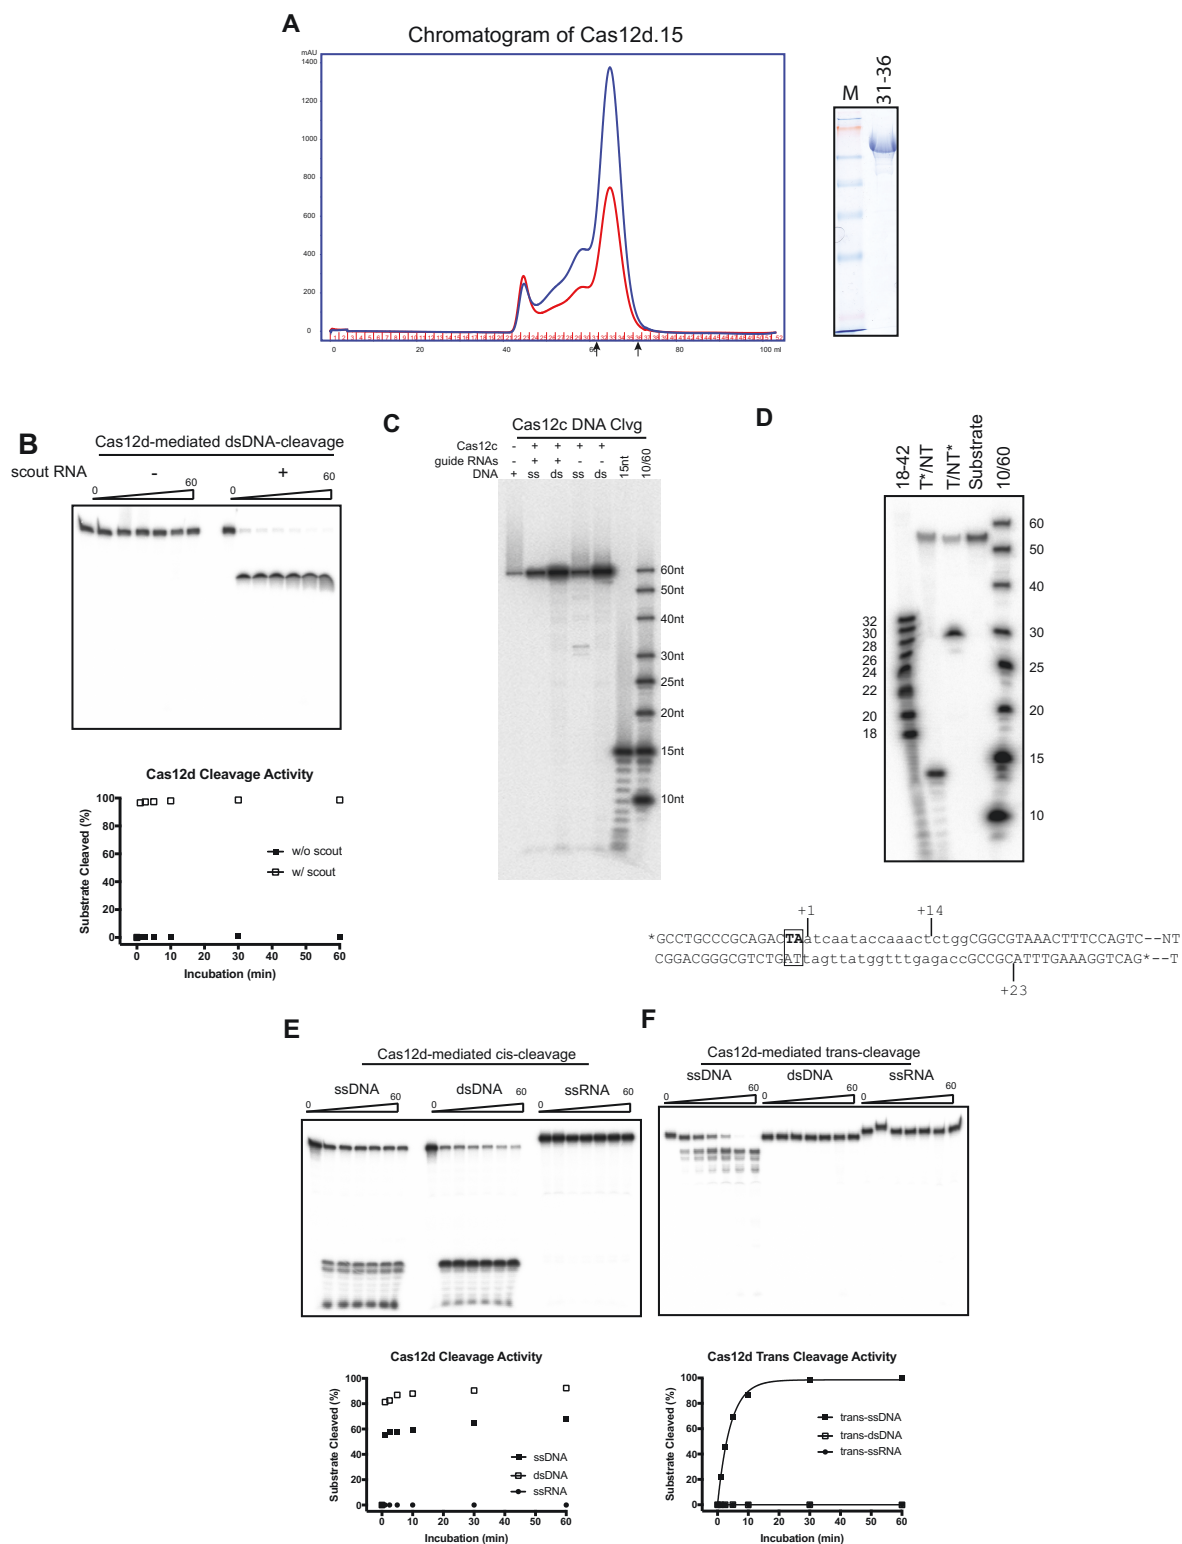 A
Chromatogram of Cas12d.15
mAU
1400
1200
1000
800
600
400
200
0
0 20 40 60 80 100 ml
M 31-36
B
Cas12d-mediated dsDNA-cleavage
scout RNA - +
0 60 0 60
Cas12d Cleavage Activity
Substrate Cleaved (%)
100
80
60
40
20
0
w/o scout
w/ scout
0 10 20 30 40 50 60
Incubation (min)
C
Cas12c DNA Clvg
Cas12c - + + + +
guide RNAs - + + - -
DNA + ss ds ss ds
15nt 10/60
60nt
50nt
40nt
30nt
25nt
20nt
15nt
10nt
D
18-42 T*/NT T/NT* Substrate 10/60
32
30
28
26
24
22
20
18
60
50
40
30
25
20
15
10
+1 +14
*GCCTGCCCGCAGACTAatcaataccaaactctggCGGCGTAAACTTTCCAGTC--NT
CGGACGGGCGTCTGATtagttatggtttgagaccGCCGCATTTGAAAGGTCAG*--T
+23
E
Cas12d-mediated cis-cleavage
ssDNA dsDNA ssRNA
0 60 0 60 0 60
Cas12d Cleavage Activity
Substrate Cleaved (%)
100
80
60
40
20
0
ssDNA
dsDNA
ssRNA
0 10 20 30 40 50 60
Incubation (min)
F
Cas12d-mediated trans-cleavage
ssDNA dsDNA ssRNA
0 60 0 60 0 60
Cas12d Trans Cleavage Activity
Substrate Cleaved (%)
100
80
60
40
20
0
trans-ssDNA
trans-dsDNA
trans-ssRNA
0 10 20 30 40 50 60
Incubation (min)